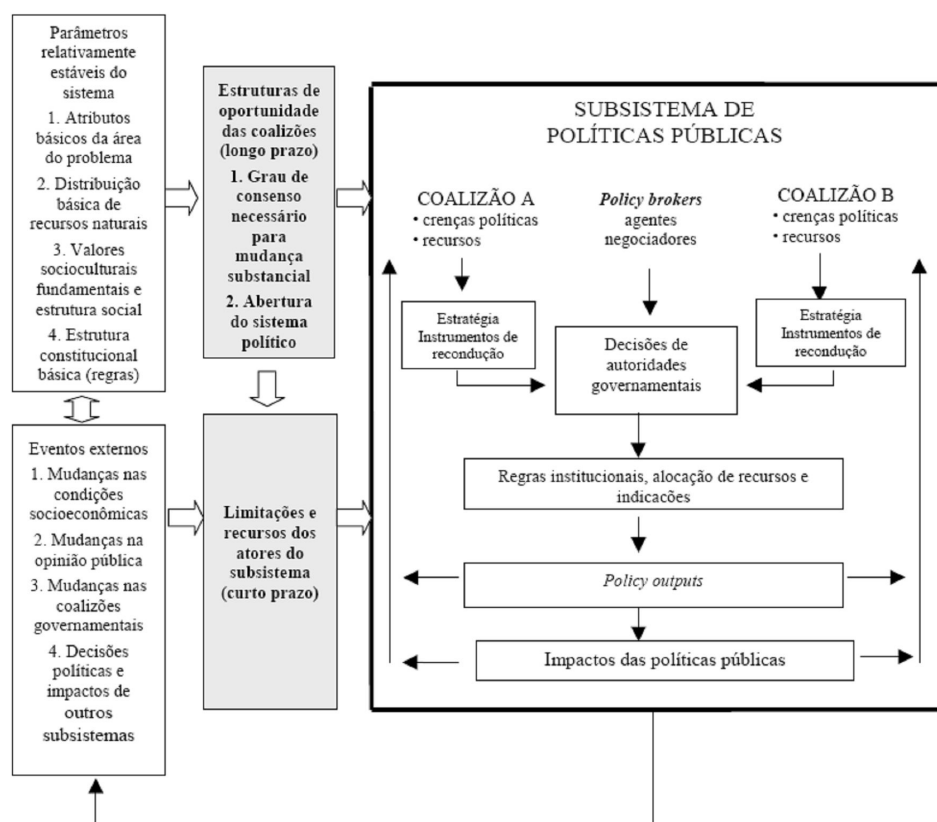 Parâmetros
relativamente
estáveis do
sistema
1. Atributos
básicos da área
do problema
2. Distribuição
básica de
recursos naturais
3. Valores
socioculturais
fundamentais e
estrutura social
4. Estrutura
constitucional
básica (regras)
Eventos externos
1. Mudanças nas
condições
socioeconômicas
2. Mudanças na
opinião pública
3. Mudanças nas
coalizões
governamentais
4. Decisões
políticas e
impactos de
outros
subsistemas
Estruturas de
oportunidade
das coalizões
(longo prazo)
1. Grau de
consenso
necessário
para
mudança
substancial
2. Abertura
do sistema
político
Limitações e
recursos dos
atores do
subsistema
(curto prazo)
SUBSISTEMA DE
POLÍTICAS PÚBLICAS
COALIZÃO A
• crenças políticas
• recursos
Policy brokers
agentes
negociadores
COALIZÃO B
• crenças políticas
• recursos
Estratégia
Instrumentos de
recondução
Decisões de
autoridades
governamentais
Estratégia
Instrumentos de
recondução
Regras institucionais, alocação de recursos e
indicacões
Policy outputs
Impactos das políticas públicas